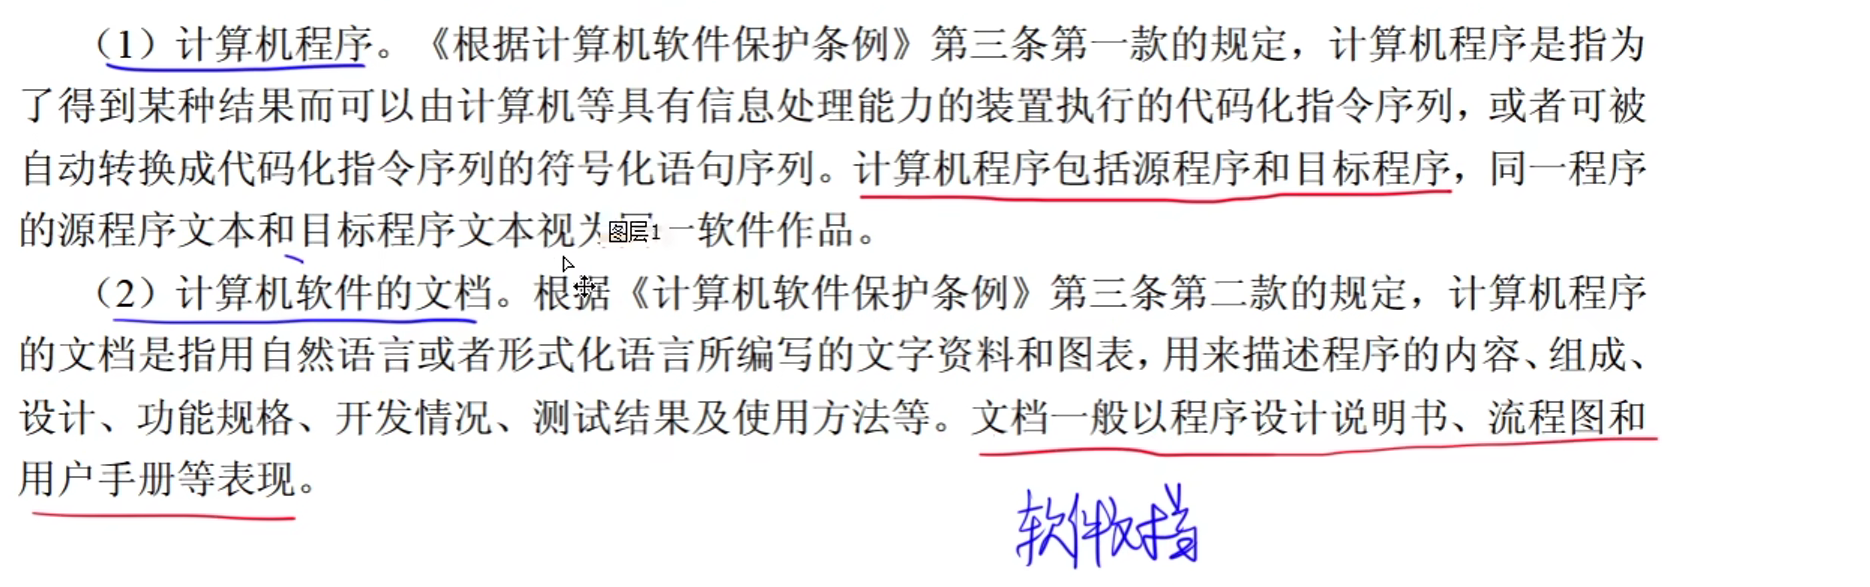 （1）计算机程序。《根据计算机软件保护条例》第三条第一款的规定，计算机程序是指为
了得到某种结果而可以由计算机等具有信息处理能力的装置执行的代码化指令序列，或者可被
自动转换成代码化指令序列的符号化语句序列。计算机程序包括源程序和目标程序，同一程序
的源程序文本和目标程序文本视为 图层1 一软件作品。
（2）计算机软件的文档。根据《计算机软件保护条例》第三条第二款的规定，计算机程序
的文档是指用自然语言或者形式化语言所编写的文字资料和图表，用来描述程序的内容、组成、
设计、功能规格、开发情况、测试结果及使用方法等。文档一般以程序设计说明书、流程图和
用户手册等表现。
软件文档